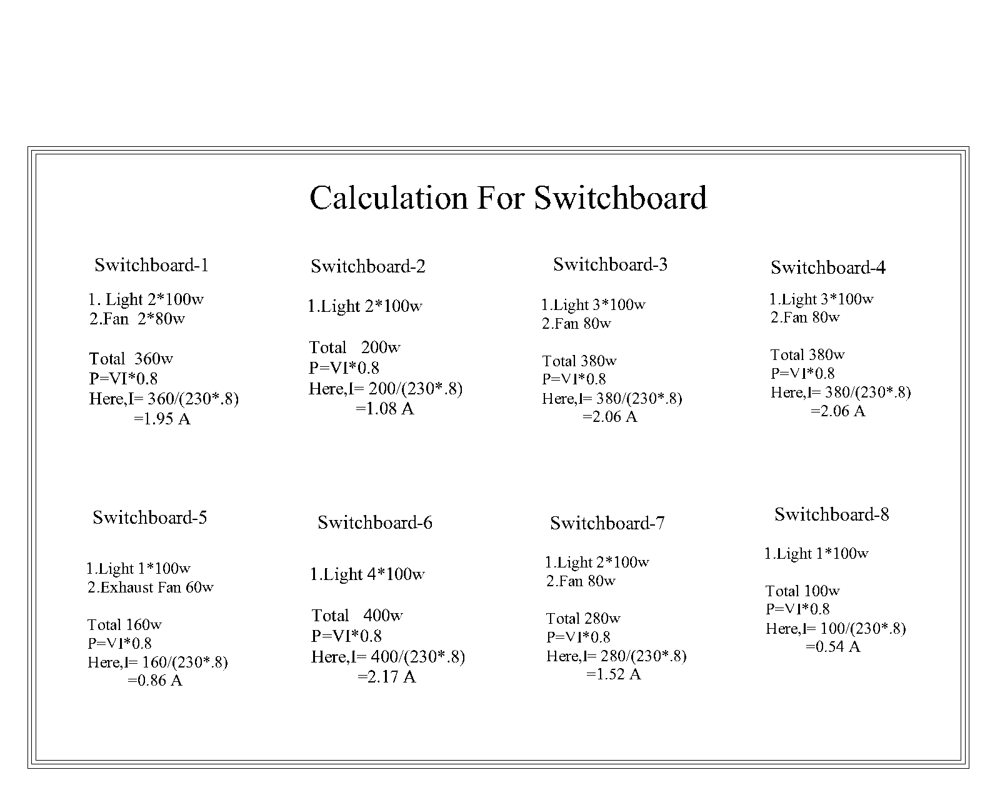 Calculation For Switchboard
Switchboard-1
1. Light 2*100w
2.Fan  2*80w
Total  360w
P=VI*0.8
Here,I= 360/(230*.8)
=1.95 A
Switchboard-2
1.Light 2*100w
Total   200w
P=VI*0.8
Here,I= 200/(230*.8)
=1.08 A
Switchboard-3
1.Light 3*100w
2.Fan 80w
Total 380w
P=VI*0.8
Here,I= 380/(230*.8)
=2.06 A
Switchboard-4
1.Light 3*100w
2.Fan 80w
Total 380w
P=VI*0.8
Here,I= 380/(230*.8)
=2.06 A
Switchboard-5
1.Light 1*100w
2.Exhaust Fan 60w
Total 160w
P=VI*0.8
Here,I= 160/(230*.8)
=0.86 A
Switchboard-6
1.Light 4*100w
Total   400w
P=VI*0.8
Here,I= 400/(230*.8)
=2.17 A
Switchboard-7
1.Light 2*100w
2.Fan 80w
Total 280w
P=VI*0.8
Here,I= 280/(230*.8)
=1.52 A
Switchboard-8
1.Light 1*100w
Total 100w
P=VI*0.8
Here,I= 100/(230*.8)
=0.54 A